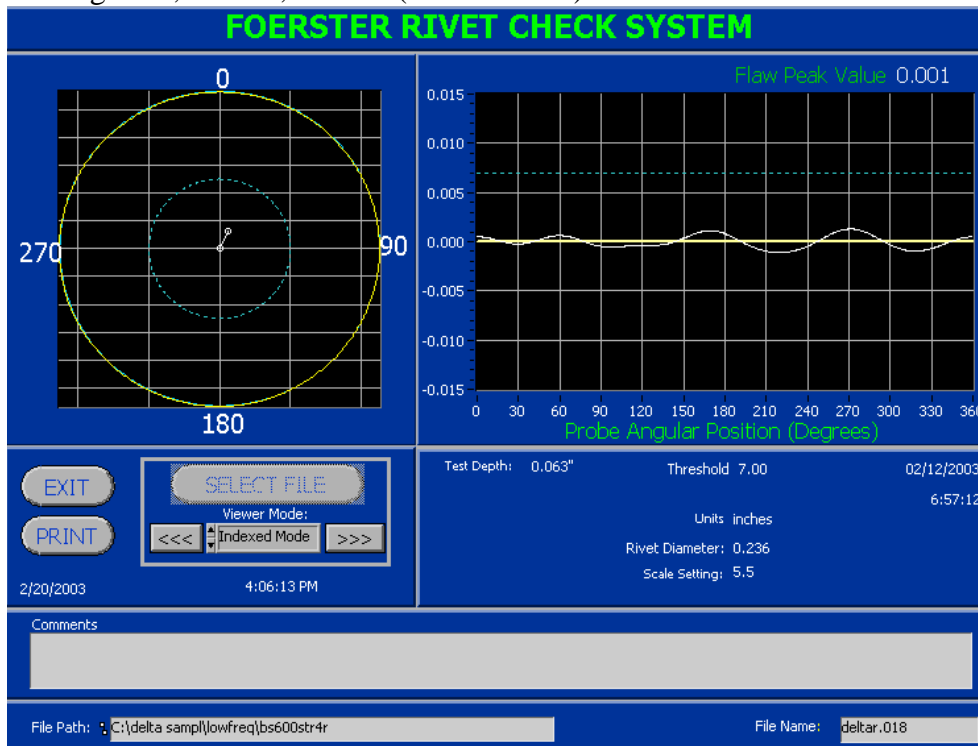 FOERSTER RIVET CHECK SYSTEM
0
270
90
180
Flaw Peak Value 0.001
0.015
0.010
0.005
0.000
-0.005
-0.010
-0.015
0 30 60 90 120 150 180 210 240 270 300 330 360
Probe Angular Position (Degrees)
EXIT
PRINT
SELECT FILE
Viewer Mode:
<<< Indexed Mode >>>
2/20/2003 4:06:13 PM
Test Depth: 0.063" Threshold 7.00 02/12/2003
6:57:12
Units inches
Rivet Diameter: 0.236
Scale Setting: 5.5
Comments
File Path: C:\delta sampl\lowfreq\bs600str4r
File Name: deltar.018